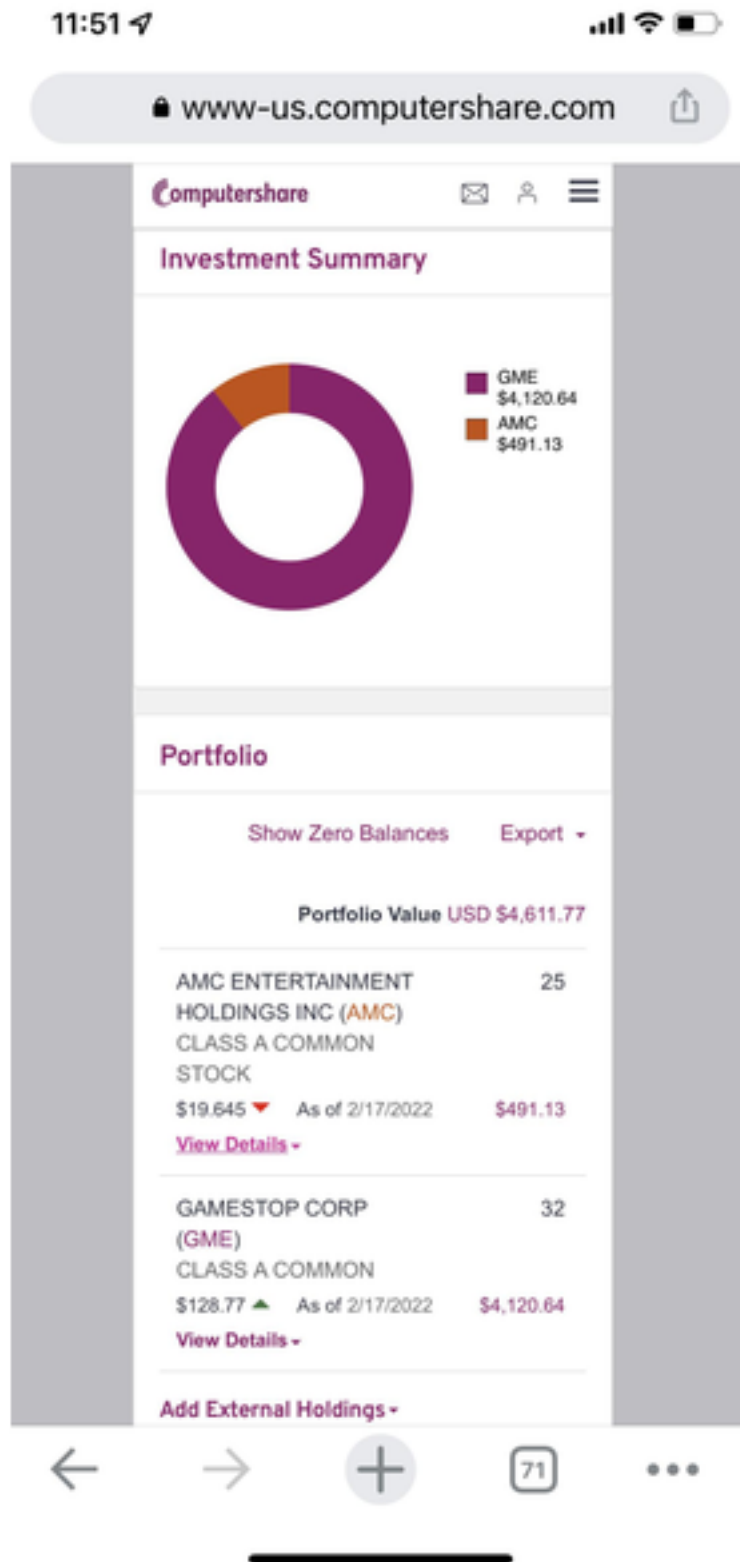 11:51
www-us.computershare.com
Computershare
Investment Summary
GME
$4,120.64
AMC
$491.13
Portfolio
Show Zero Balances Export
Portfolio Value USD $4,611.77
AMC ENTERTAINMENT 25
HOLDINGS INC (AMC)
CLASS A COMMON
STOCK
$19.645 As of 2/17/2022 $491.13
View Details
GAMESTOP CORP 32
(GME)
CLASS A COMMON
$128.77 As of 2/17/2022 $4,120.64
View Details
Add External Holdings
71